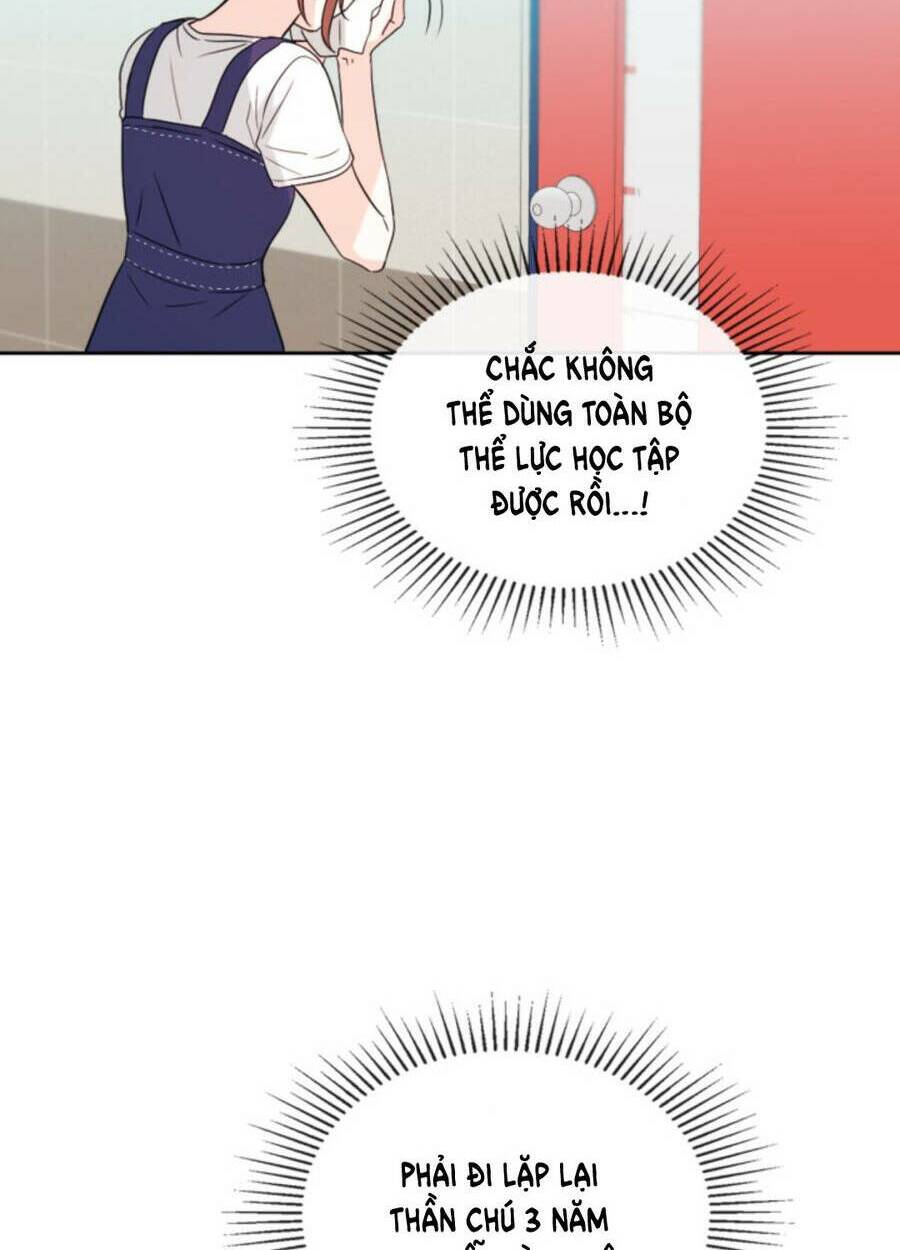 CHẮC KHÔNG
THỂ DÙNG TOÀN BỘ
THỂ LỰC HỌC TẬP
ĐƯỢC RỒI...!
PHẢI ĐI LẶP LẠI
THẦN CHÚ 3 NĂM